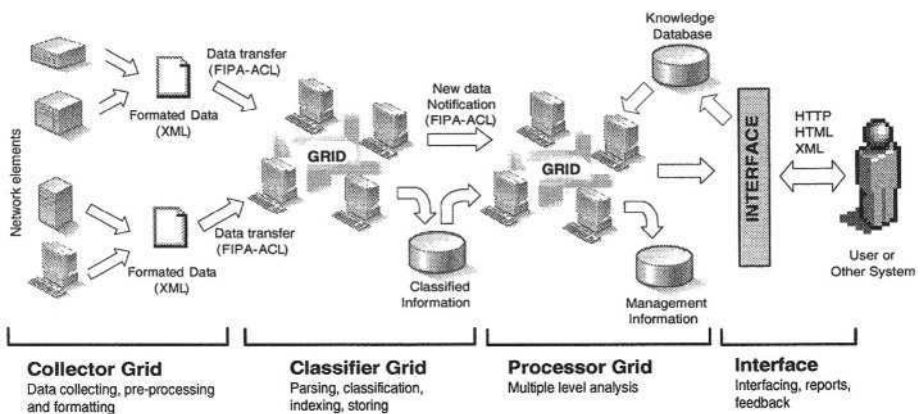 Network elements
Formated Data
(XML)
Data transfer
(FIPA-ACL)
Formated Data
(XML)
Data transfer
(FIPA-ACL)
GRID
Classified
Information
New data
Notification
(FIPA-ACL)
GRID
Knowledge
Database
Management
Information
INTERFACE
HTTP
HTML
XML
User or
Other System
Collector Grid
Data collecting, pre-processing
and formatting
Classifier Grid
Parsing, classification,
indexing, storing
Processor Grid
Multiple level analysis
Interface
Interfacing, reports,
feedback